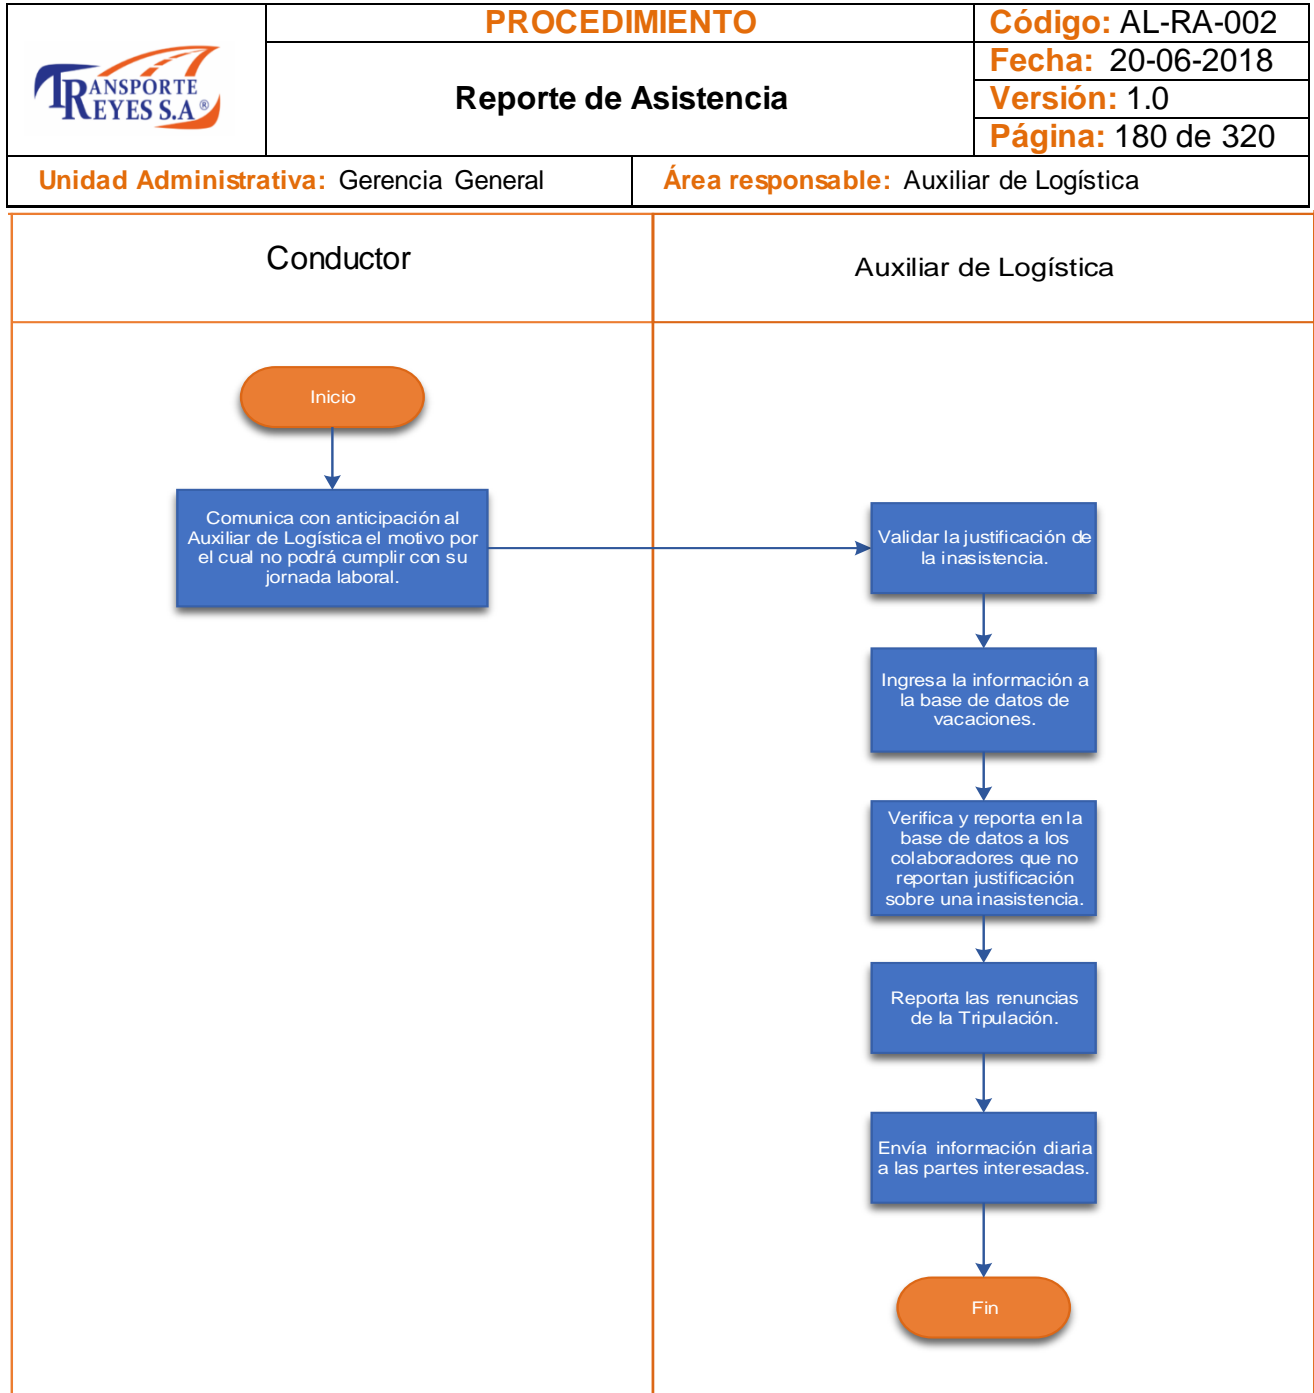 TRANSPORTE
REYES S.A ®
PROCEDIMIENTO
Reporte de Asistencia
Código: AL-RA-002
Fecha: 20-06-2018
Versión: 1.0
Página: 180 de 320
Unidad Administrativa: Gerencia General
Área responsable: Auxiliar de Logística
Conductor
Auxiliar de Logística
Inicio
Comunica con anticipación al
Auxiliar de Logística el motivo por
el cual no podrá cumplir con su
jornada laboral.
Validar la justificación de
la inasistencia.
Ingresa la información a
la base de datos de
vacaciones.
Verifica y reporta en la
base de datos a los
colaboradores que no
reportan justificación
sobre una inasistencia.
Reporta las renuncias
de la Tripulación.
Envía información diaria
a las partes interesadas.
Fin